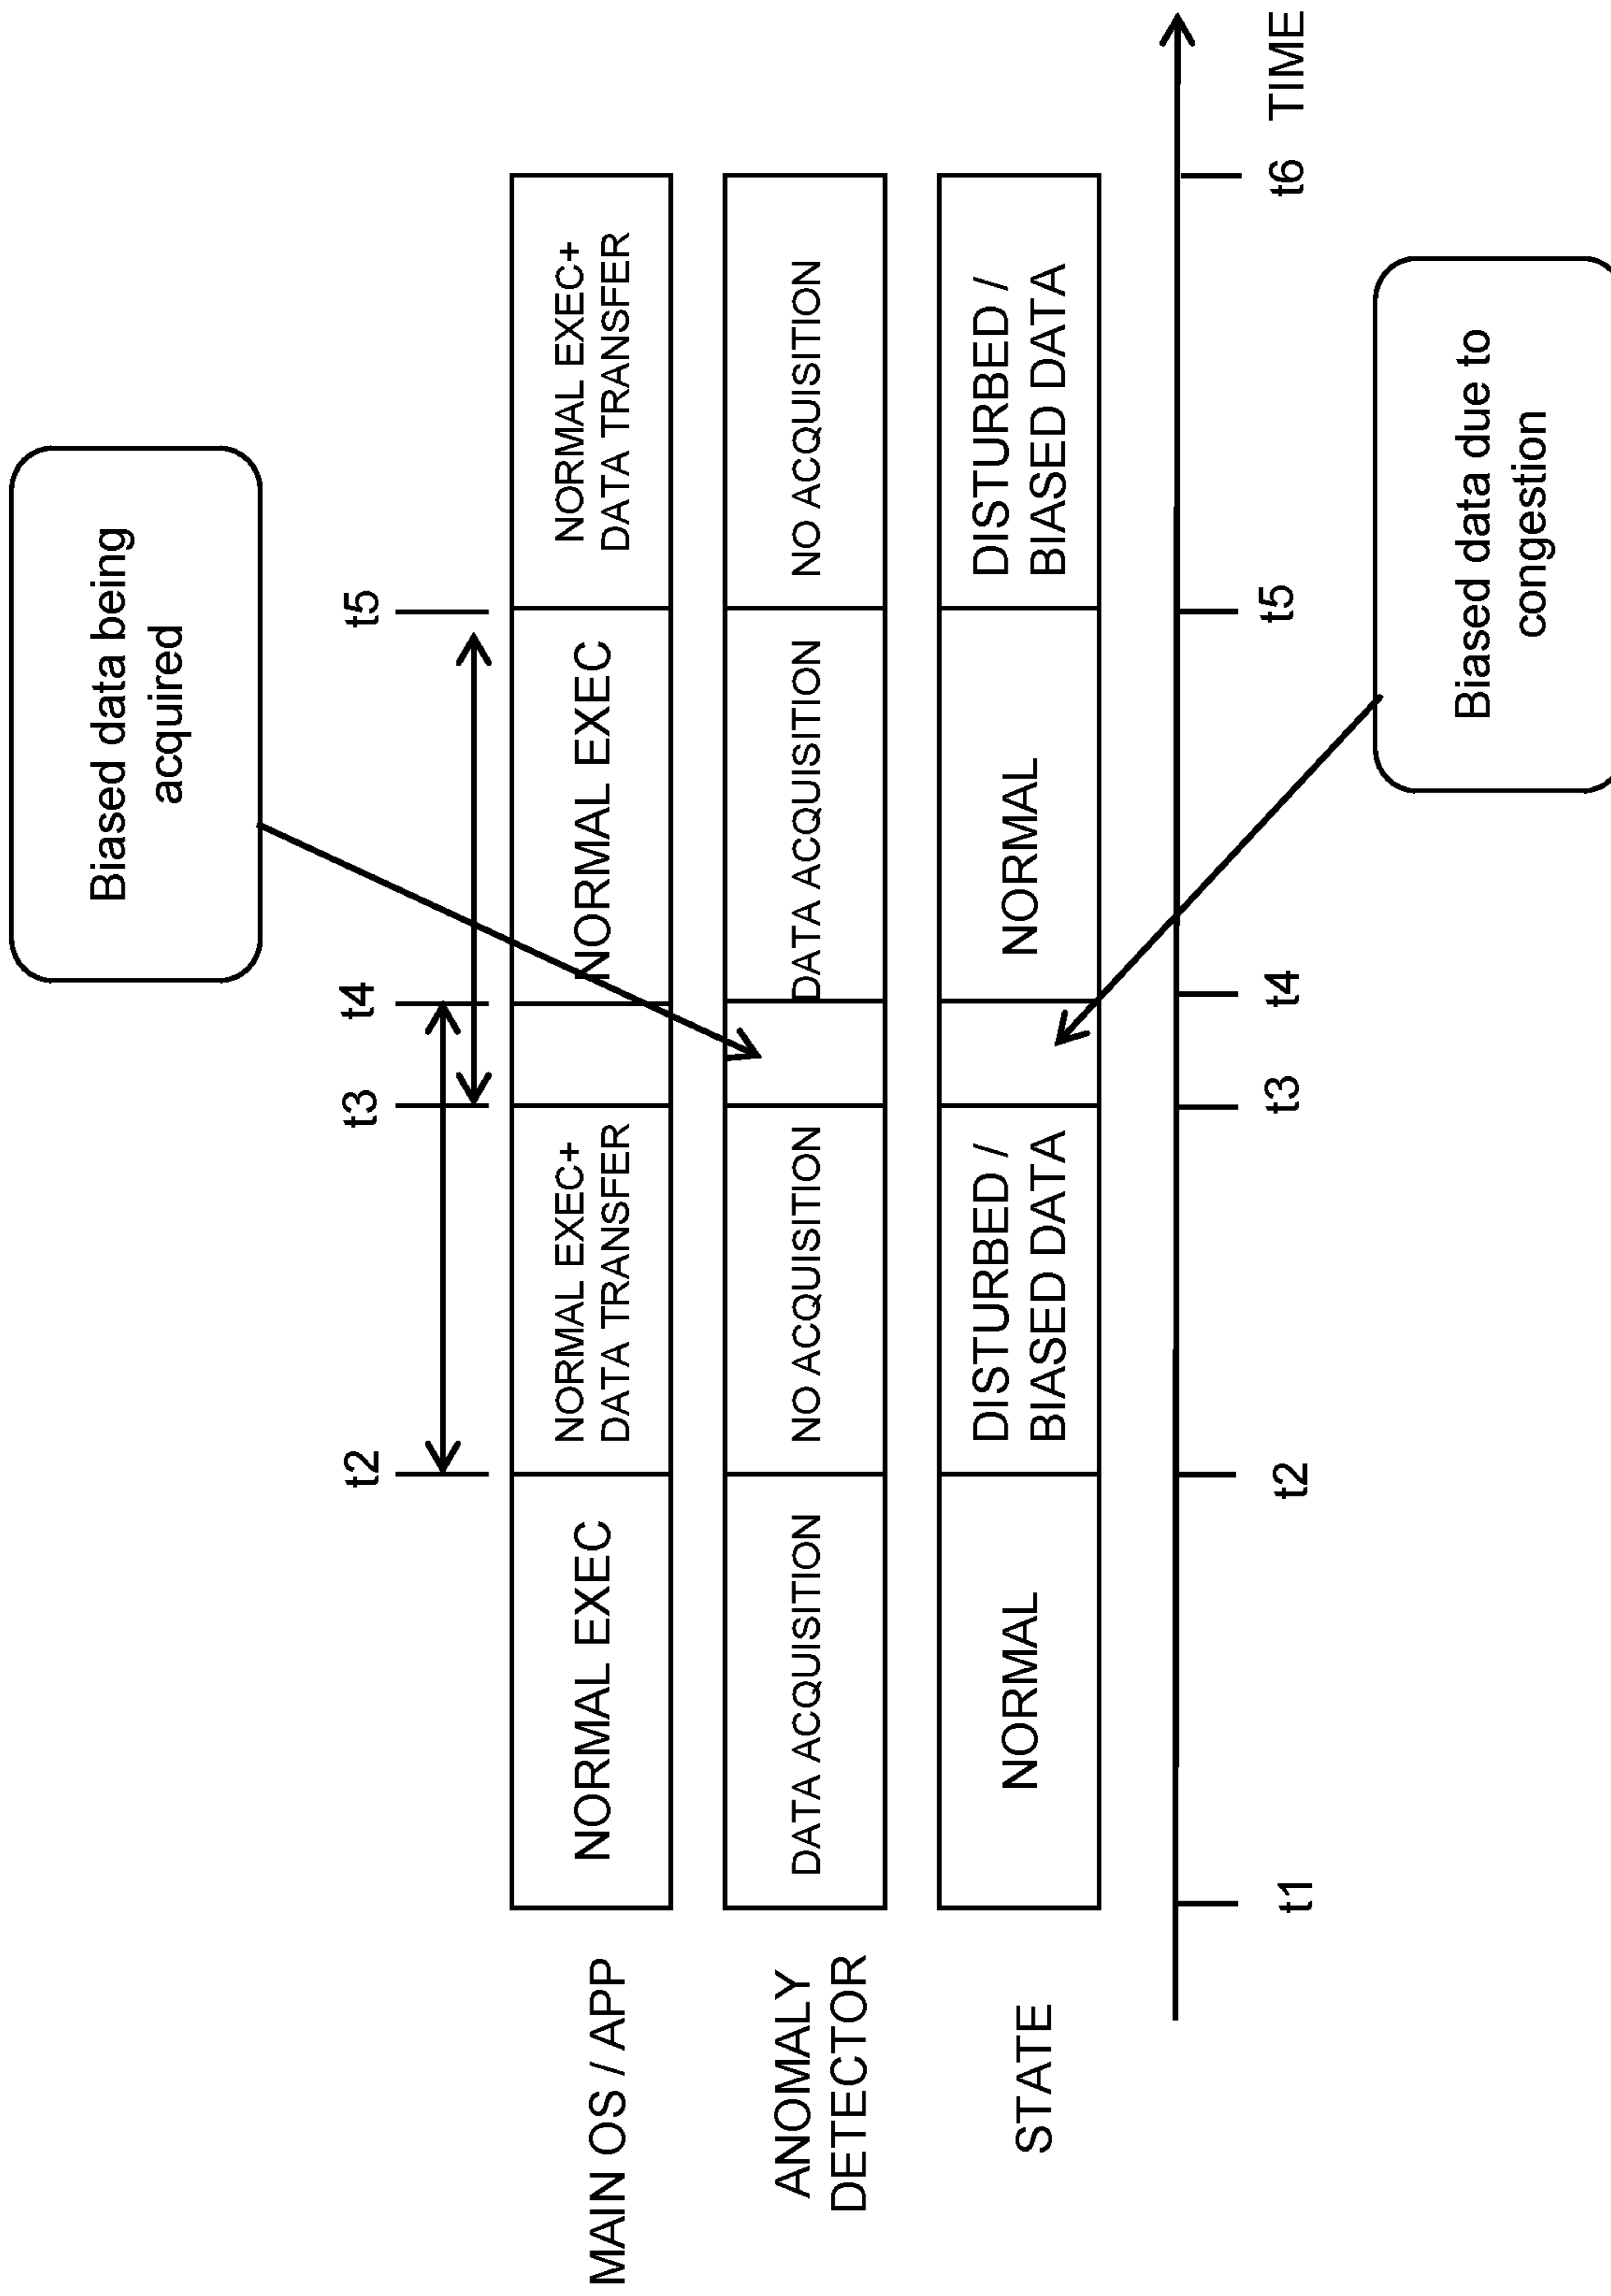 Biased data being
acquired
t2
t3
t4
t5
MAIN OS / APP
NORMAL EXEC
NORMAL EXEC+
DATA TRANSFER
NORMAL EXEC
NORMAL EXEC+
DATA TRANSFER
ANOMALY
DETECTOR
DATA ACQUISITION
NO ACQUISITION
DATA ACQUISITION
NO ACQUISITION
STATE
NORMAL
DISTURBED /
BIASED DATA
NORMAL
DISTURBED /
BIASED DATA
t1
t2
t3
t4
t5
t6
TIME
Biased data due to
congestion